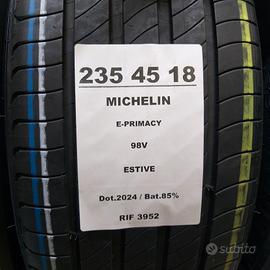 235 45 18
MICHELIN
E-PRIMACY
98V
ESTIVE
Dot.2024 / Bat.85%
RIF 3952
subito